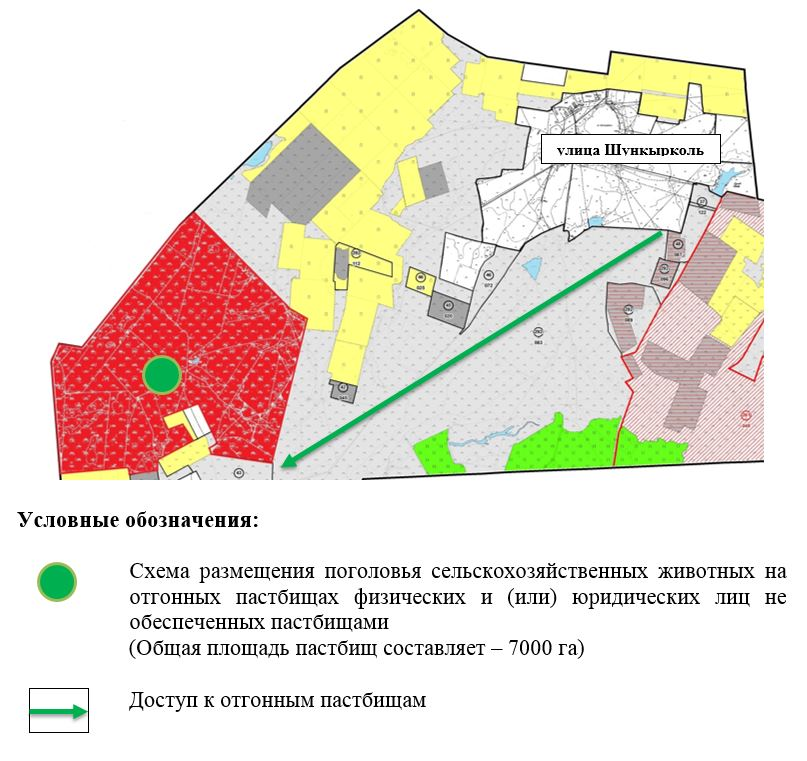 улица Шункырколь
Условные обозначения:
Схема размещения поголовья сельскохозяйственных животных на
отгонных пастбищах физических и (или) юридических лиц не
обеспеченных пастбищами
(Общая площадь пастбищ составляет – 7000 га)
Доступ к отгонным пастбищам